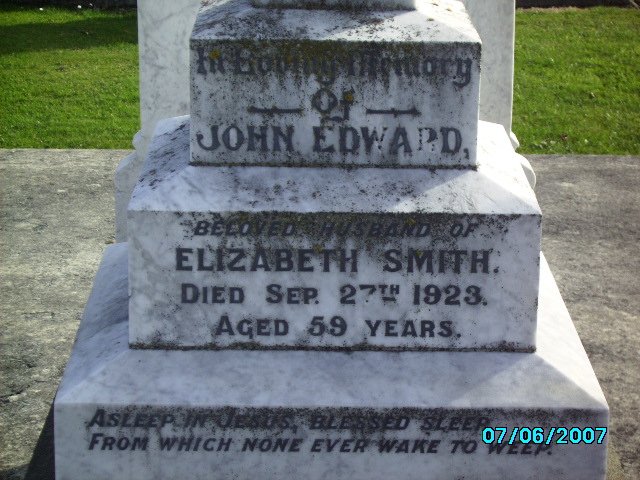 In Loving Memory
Of
JOHN EDWARD,
BELOVED HUSBAND OF
ELIZABETH SMITH.
DIED SEP. 27TH 1923.
AGED 59 YEARS.
ASLEEP IN JESUS, BLESSED SLEEP
FROM WHICH NONE EVER WAKE TO WEEP.
07/06/2007